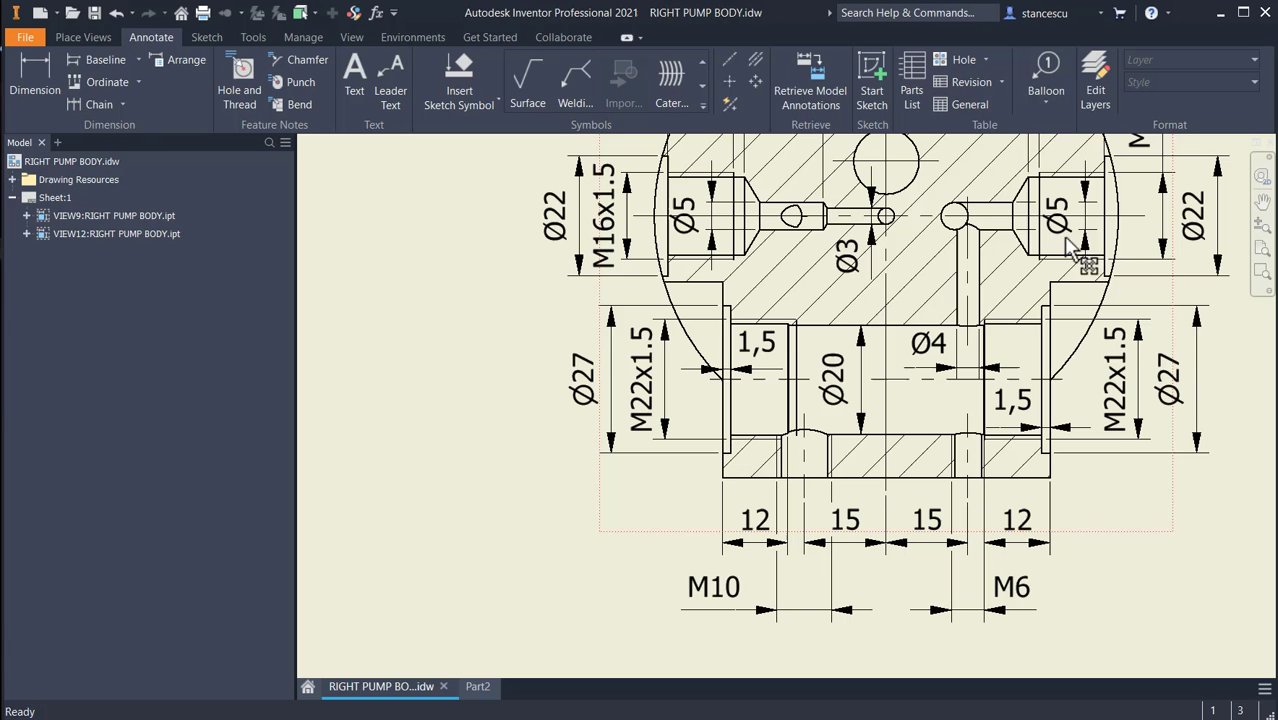 Autodesk Inventor Professional 2021 RIGHT PUMP BODY.idw
Search Help & Commands...
stancescu
File
Place Views
Annotate
Sketch
Tools
Manage
View
Environments
Get Started
Collaborate
Dimension
Baseline
Ordinate
Chain
Arrange
Dimension
Hole and
Thread
Chamfer
Punch
Bend
Feature Notes
Text
Leader
Text
Text
Insert
Sketch Symbol
Surface
Weldi...
Impor...
Cater...
Symbols
Retrieve Model
Annotations
Retrieve
Start
Sketch
Sketch
Parts
List
Hole
Revision
General
Table
Balloon
Edit
Layers
Layer
Style
Format
Model
RIGHT PUMP BODY.idw
Drawing Resources
Sheet:1
VIEW9:RIGHT PUMP BODY.ipt
VIEW12:RIGHT PUMP BODY.ipt
Ø22
M16x1.5
Ø5
Ø3
Ø5
Ø22
Ø27
M22x1.5
1,5
Ø20
Ø4
1,5
M22x1.5
Ø27
12
15
15
12
M10
M6
RIGHT PUMP BO...idw
Part2
Ready
1
3